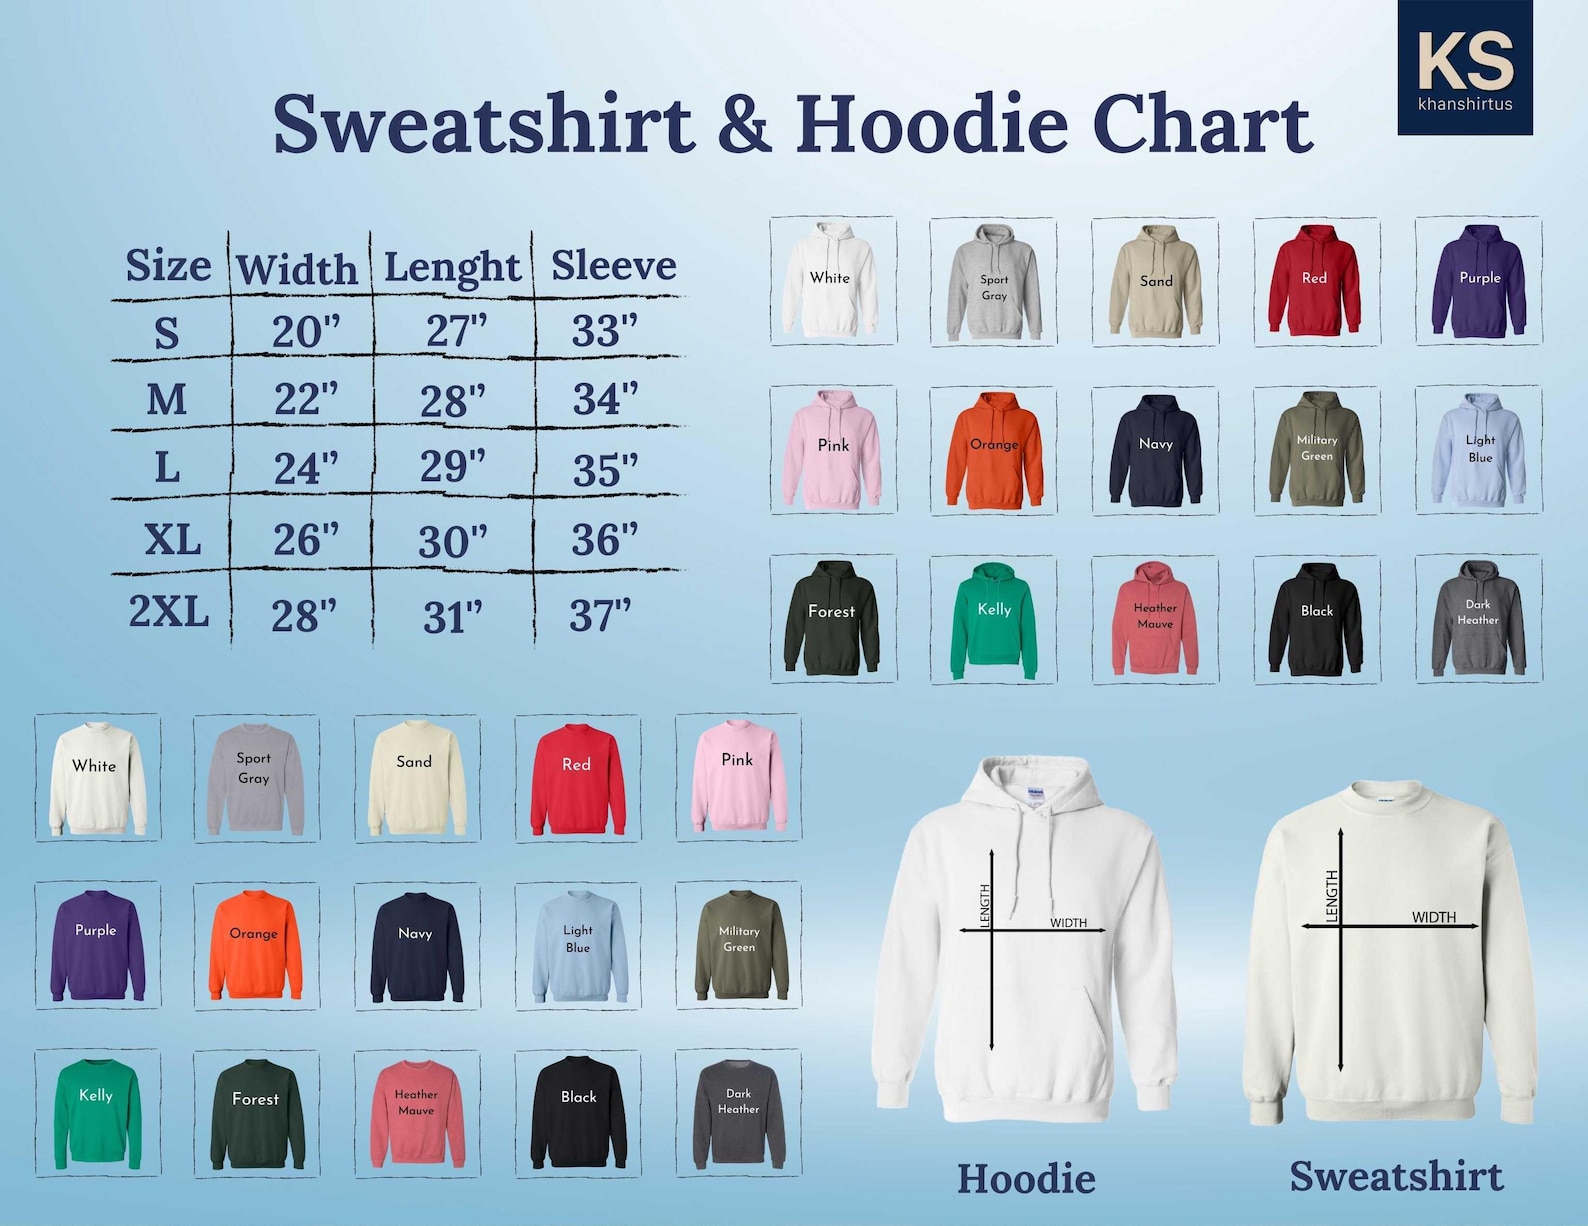 KS
khanshirtus
Sweatshirt & Hoodie Chart
Size Width Lenght Sleeve
S 20" 27" 33"
M 22" 28" 34"
L 24" 29" 35"
XL 26" 30" 36"
2XL 28" 31" 37"
White
Sport
Gray
Sand
Red
Purple
Pink
Orange
Navy
Military
Green
Light
Blue
Forest
Kelly
Heather
Mauve
Black
Dark
Heather
White
Sport
Gray
Sand
Red
Pink
Purple
Orange
Navy
Light
Blue
Military
Green
Kelly
Forest
Heather
Mauve
Black
Dark
Heather
LENGTH
WIDTH
Hoodie
LENGTH
WIDTH
Sweatshirt